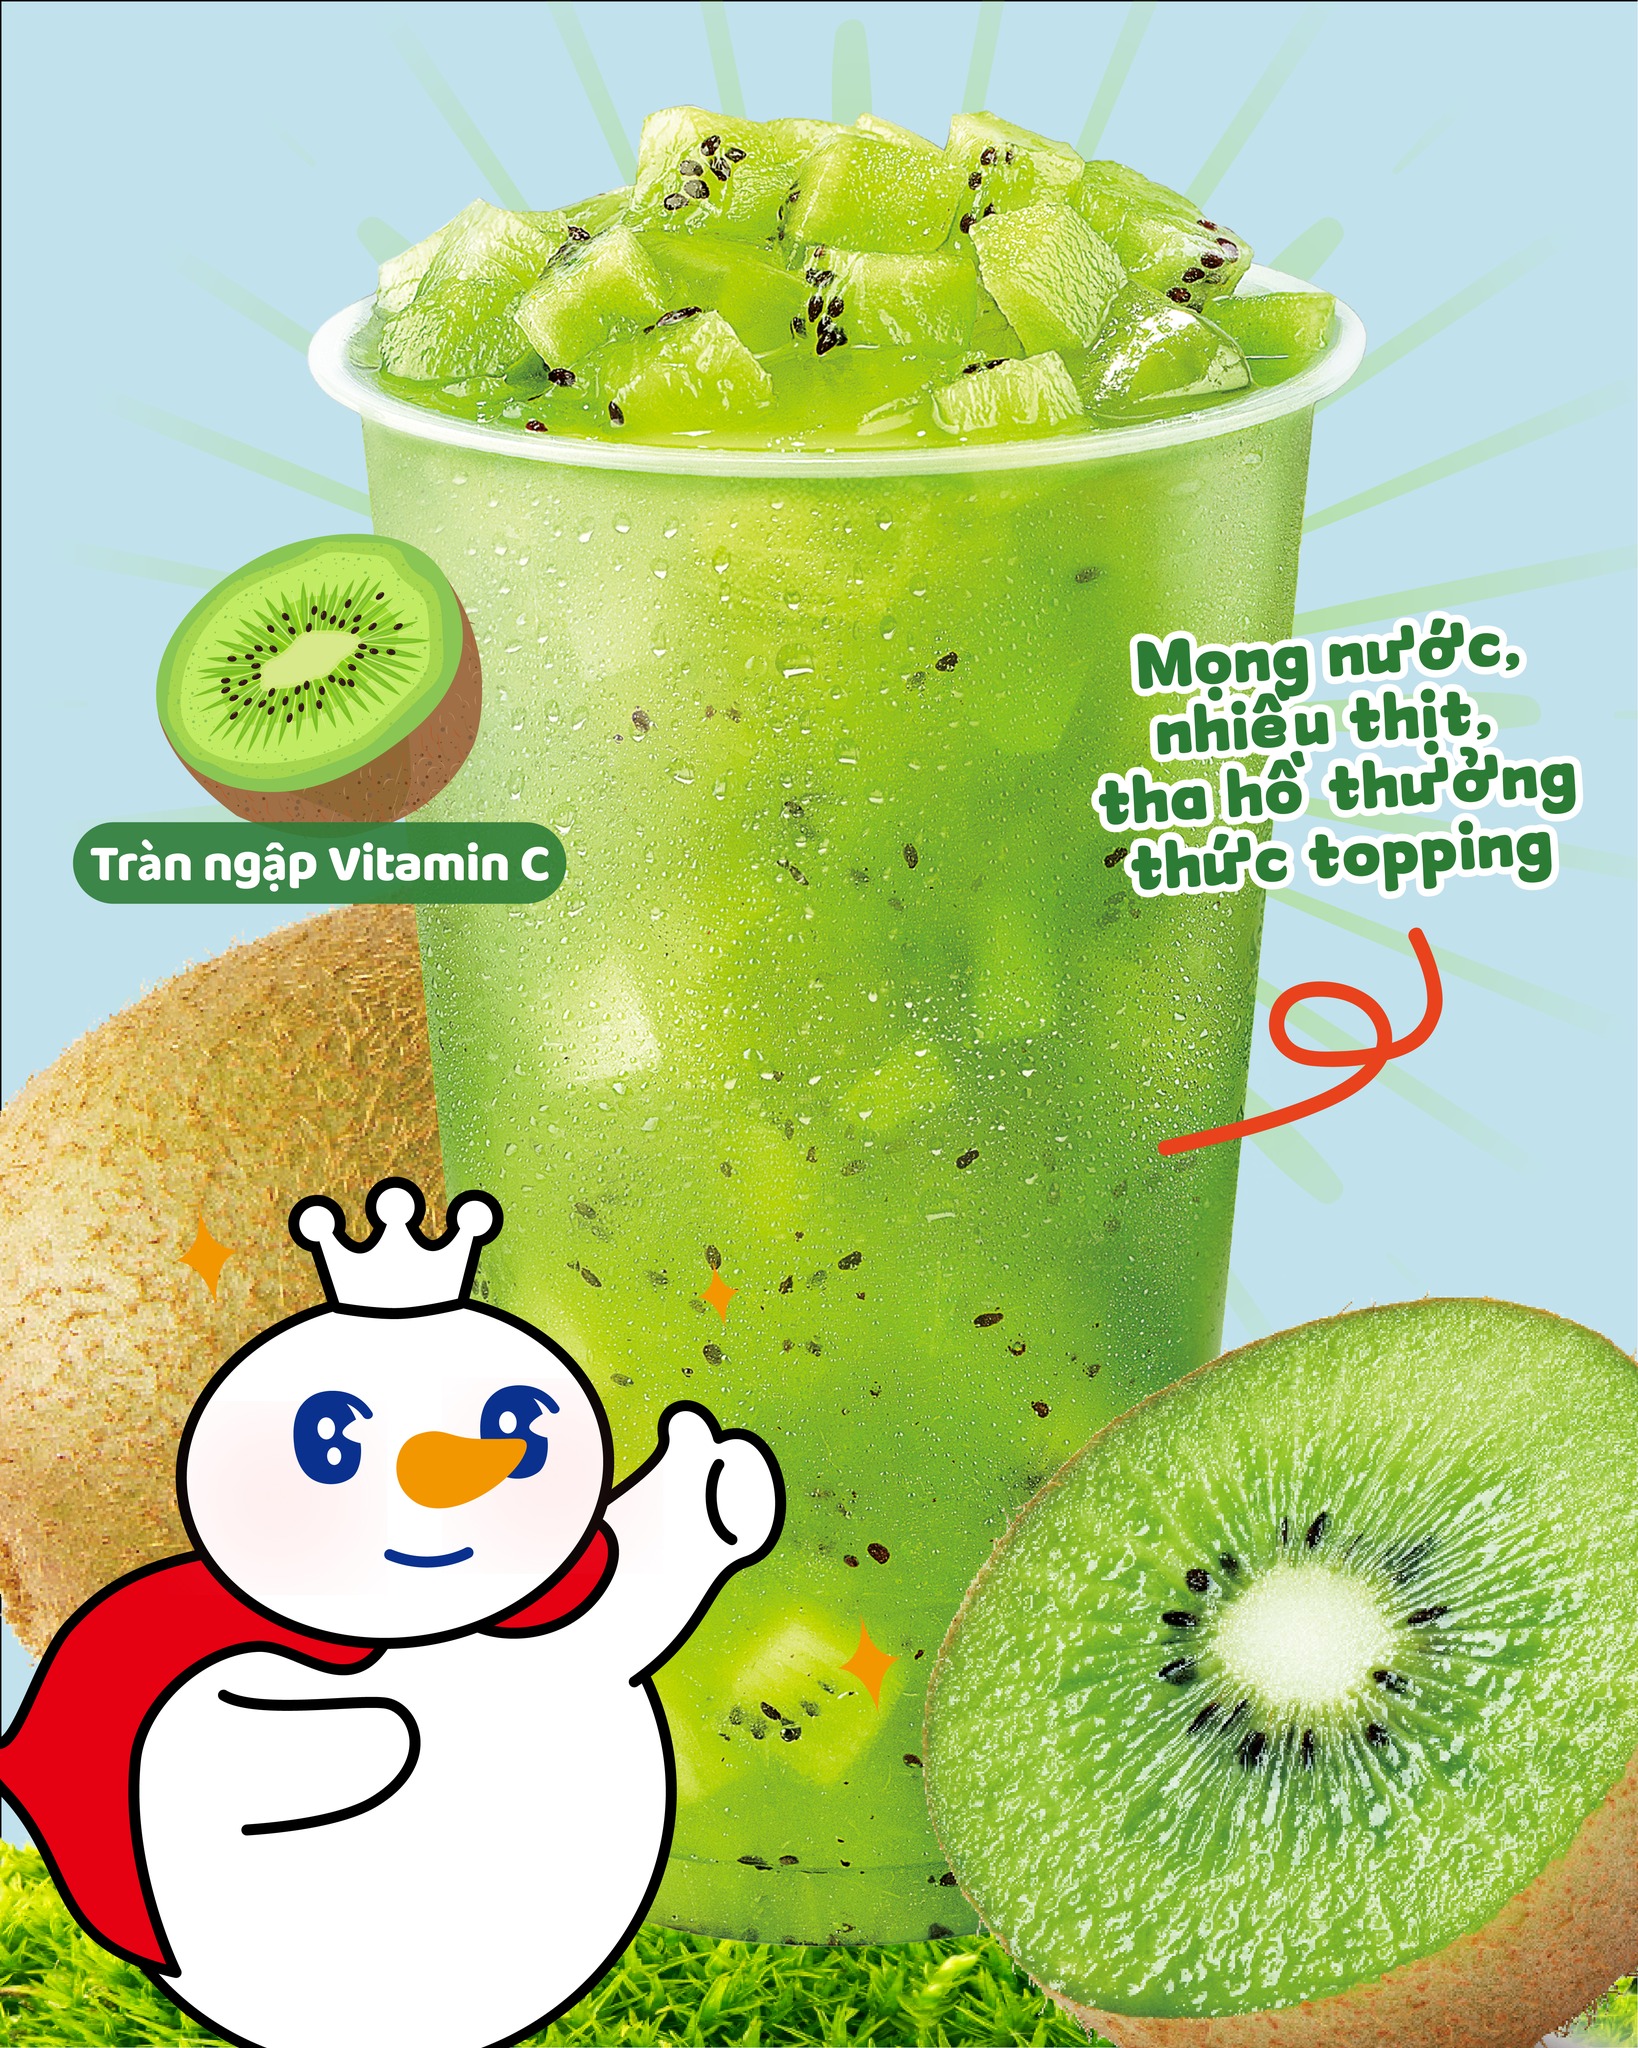 Tràn ngập Vitamin C
Mọng nước,
nhiều thịt,
tha hồ thưởng
thức topping